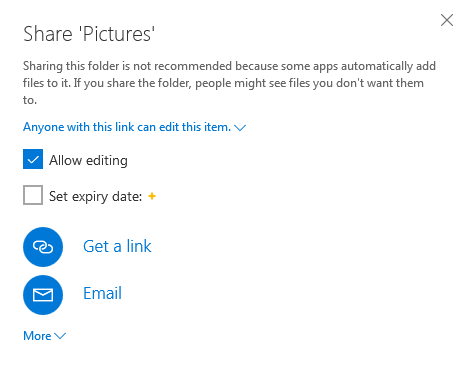 Share 'Pictures'
Sharing this folder is not recommended because some apps automatically add
files to it. If you share the folder, people might see files you don't want them
to.
Anyone with this link can edit this item.
Allow editing
Set expiry date: +
Get a link
Email
More